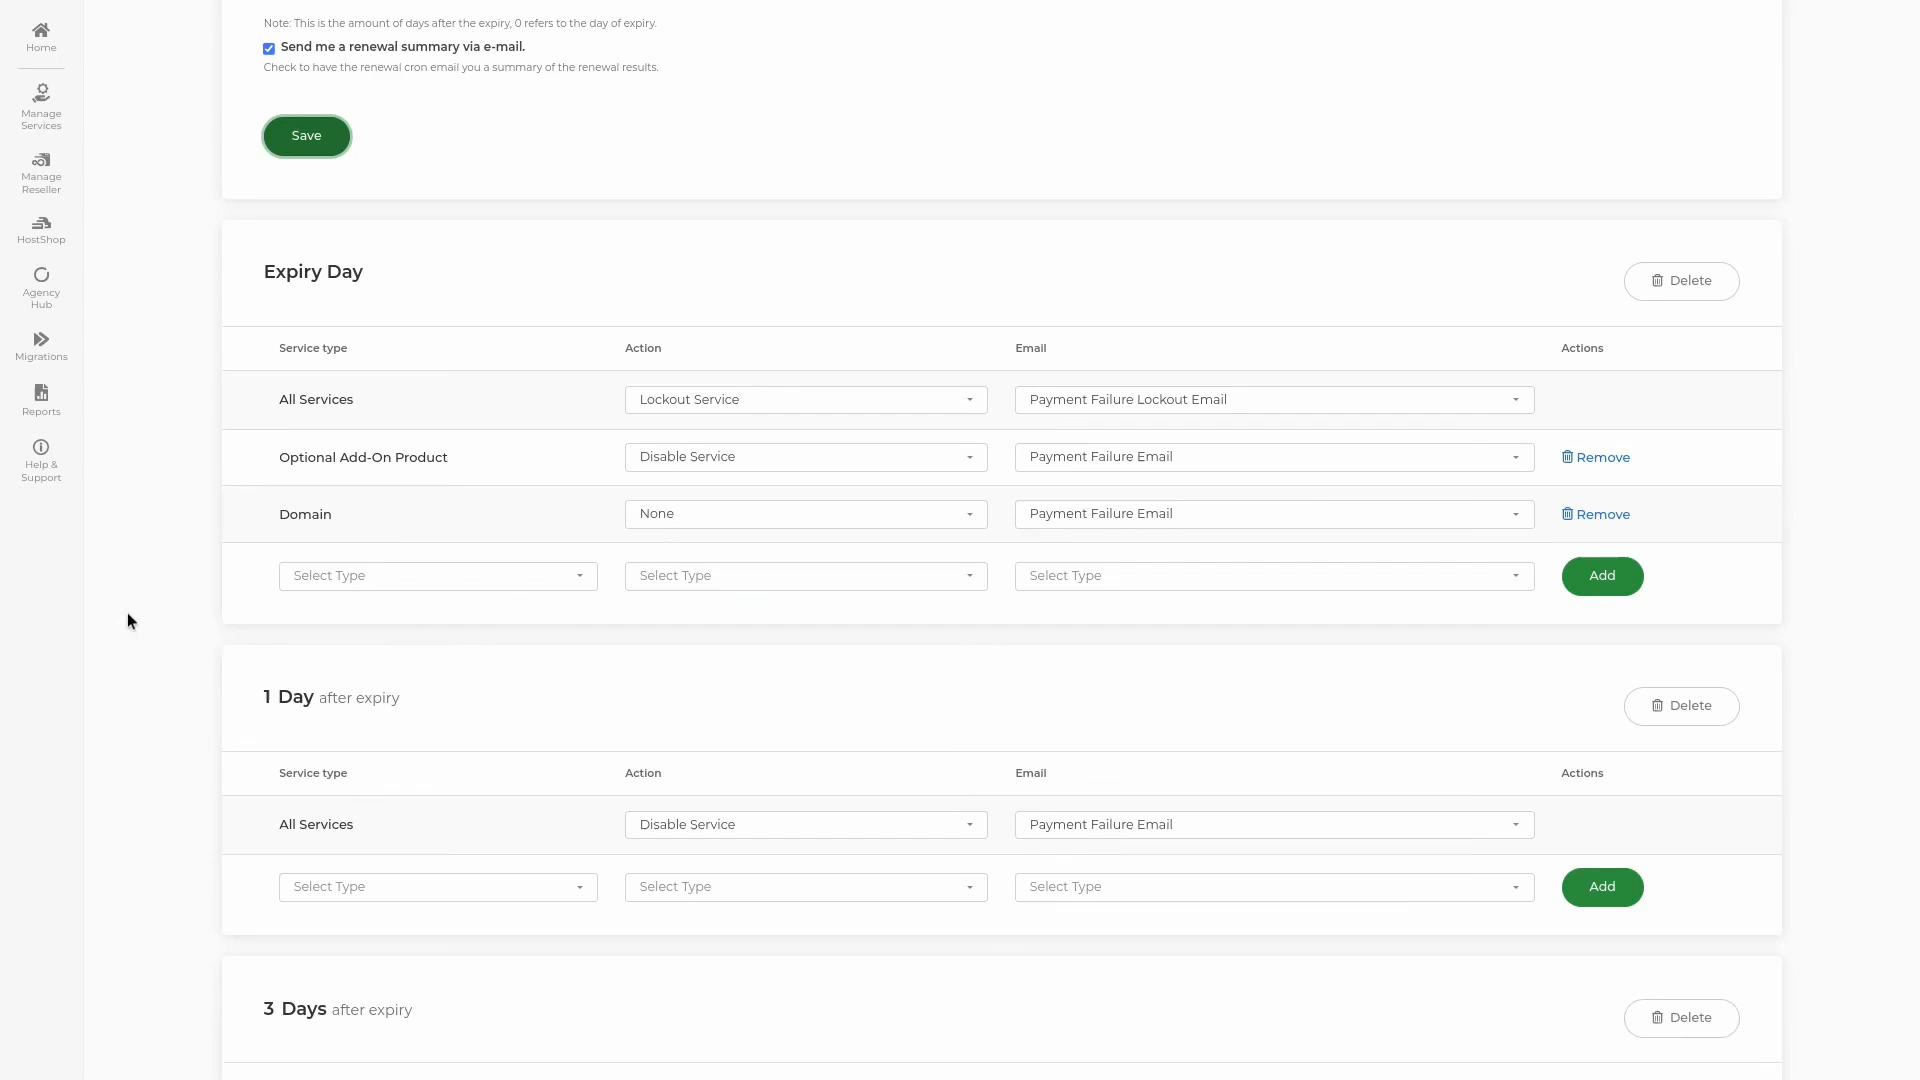 Home
Manage
Services
Manage
Reseller
HostShop
Agency
Hub
Migrations
Reports
Help &
Support
Note: This is the amount of days after the expiry, 0 refers to the day of expiry.
Send me a renewal summary via e-mail.
Check to have the renewal cron email you a summary of the renewal results.
Save
Expiry Day
Delete
Service type Action Email Actions
All Services Lockout Service Payment Failure Lockout Email
Optional Add-On Product Disable Service Payment Failure Email Remove
Domain None Payment Failure Email Remove
Select Type Select Type Select Type Add
1 Day after expiry
Delete
Service type Action Email Actions
All Services Disable Service Payment Failure Email
Select Type Select Type Select Type Add
3 Days after expiry
Delete